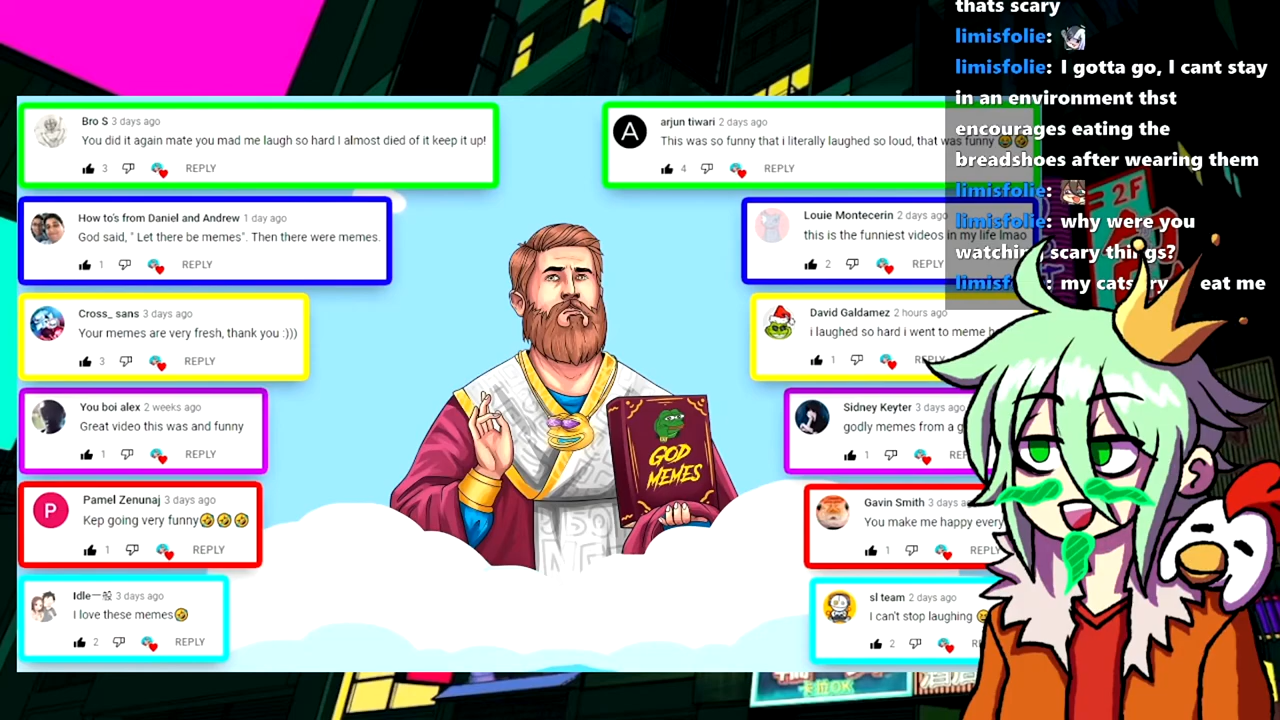 thats scary
limisfolie:
limisfolie: I gotta go, I cant stay
in an environment thst
encourages eating the
breadshoes after wearing them
limisfolie:
limisfolie: why were you
watchin scary things?
limisf : my cats ry eat me
= 2F
Bro S 3 days ago
You did it again mate you mad me laugh so hard I almost died of it keep it up!
3 REPLY
How to's from Daniel and Andrew 1 day ago
God said, " Let there be memes". Then there were memes.
1 REPLY
Cross_ sans 3 days ago
Your memes are very fresh, thank you :)))
3 REPLY
You boi alex 2 weeks ago
Great video this was and funny
1 REPLY
P
Pamel Zenunaj 3 days ago
Kep going very funny🤣🤣🤣
1 REPLY
Idle一般 3 days ago
I love these memes🤣
2 REPLY
GOD
MEMES
A
arjun tiwari 2 days ago
This was so funny that i literally laughed so loud, that was funny
4 REPLY
Louie Montecerin 2 days ago
this is the funniest videos in my life lmao
2 REPLY
David Galdamez 2 hours ago
i laughed so hard i went to meme
1 REPLY
Sidney Keyter 3 days ago
godly memes from a
1 REP
Gavin Smith 3 days
You make me happy every
1 REPLY
sl team 2 days ago
I can't stop laughing
2